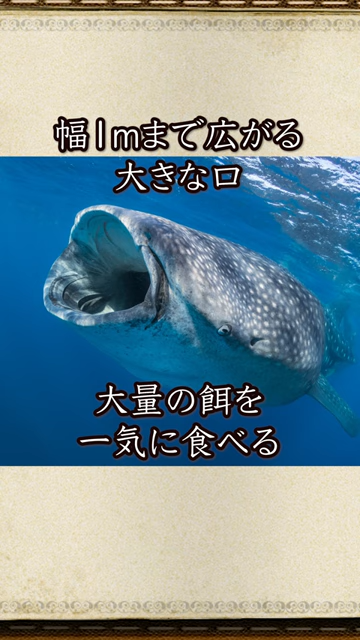 幅1mまで広がる
大きな口
大量の餌を
一気に食べる